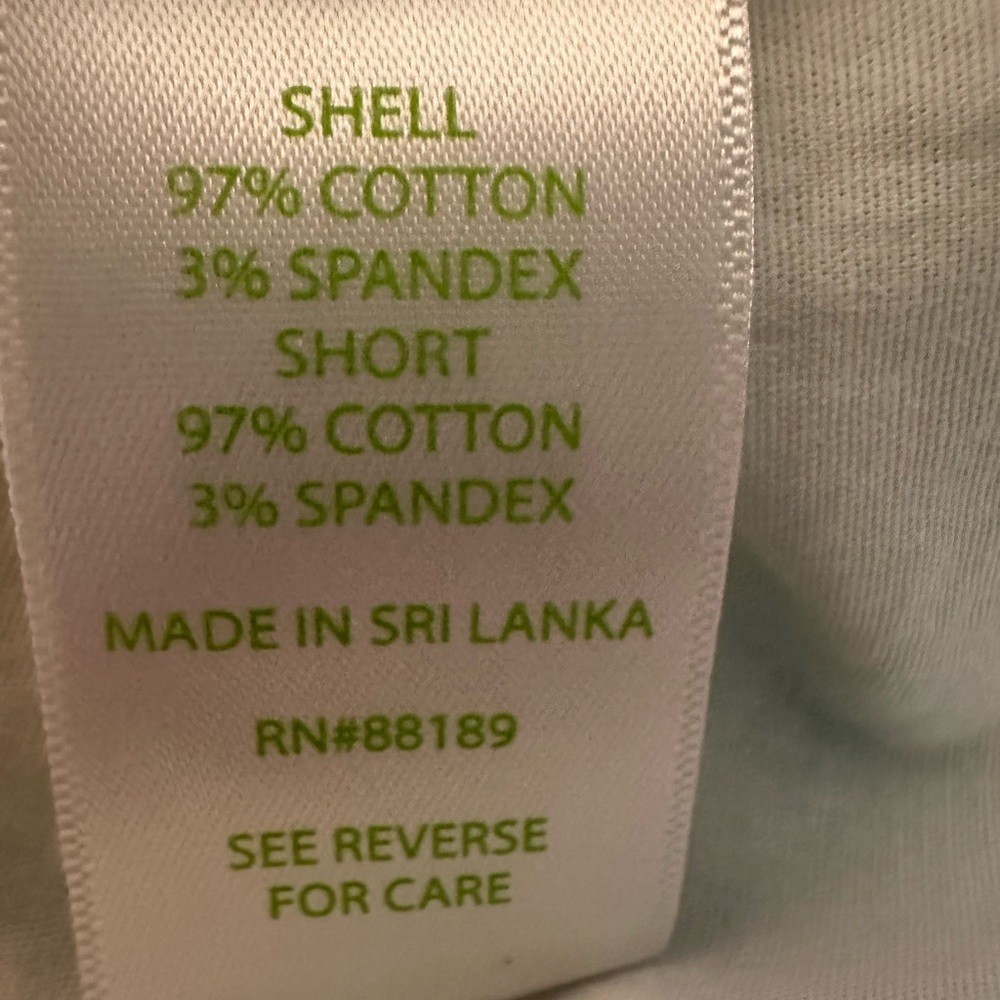 SHELL
97% COTTON
3% SPANDEX
SHORT
97% COTTON
3% SPANDEX
MADE IN SRI LANKA
RN#88189
SEE REVERSE
FOR CARE